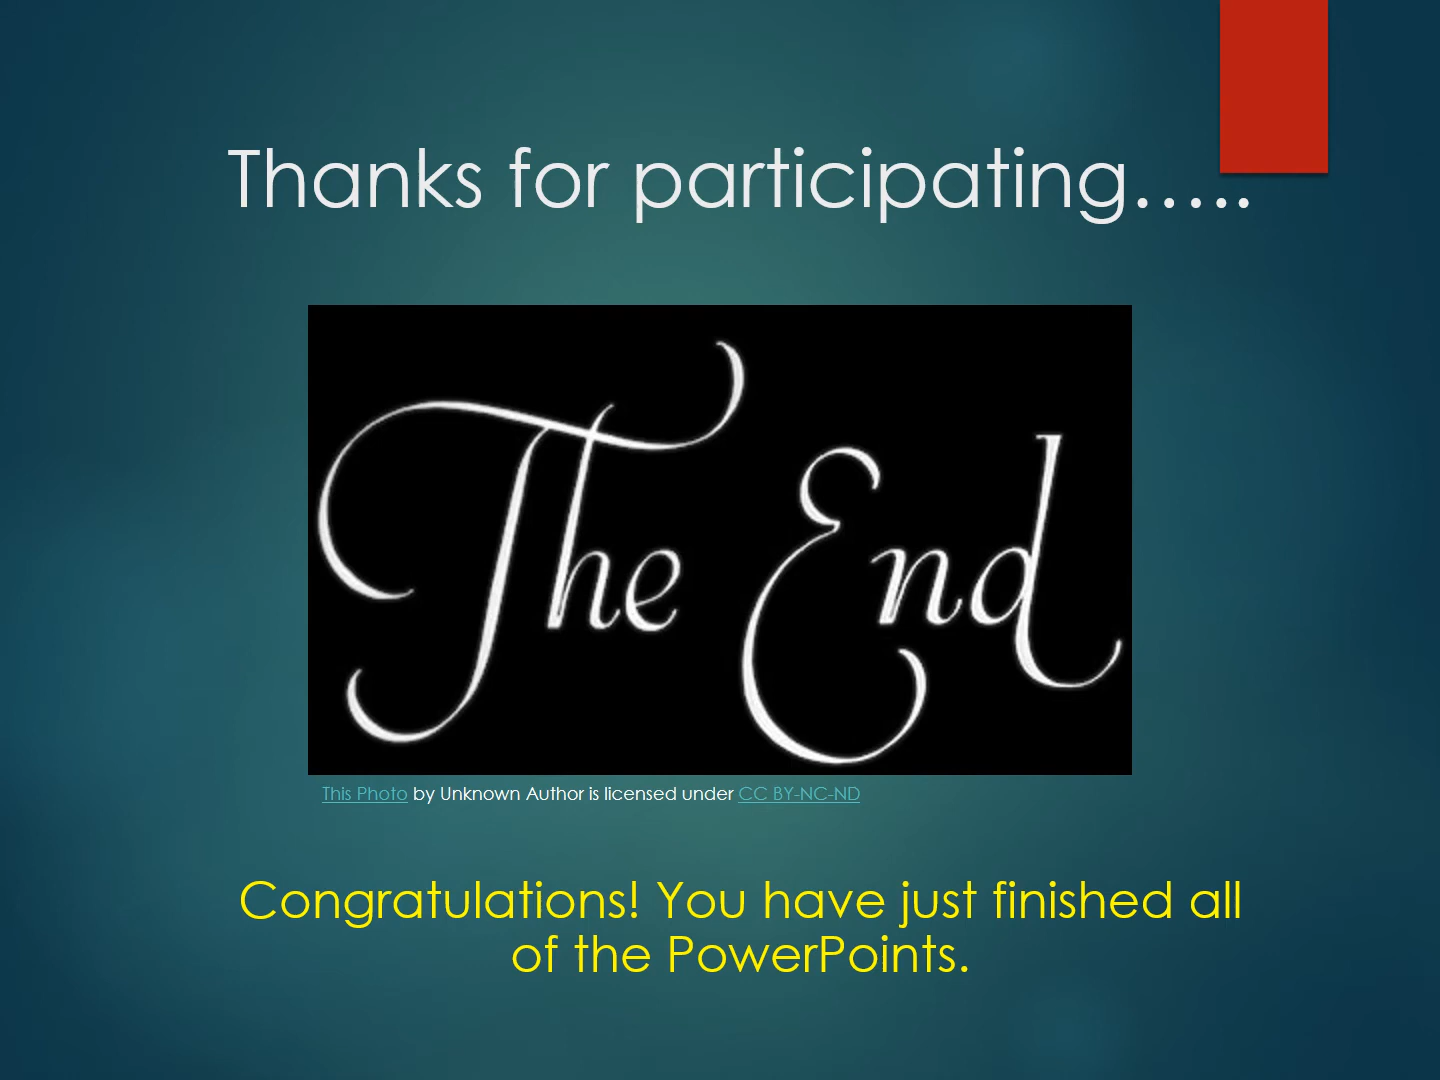 Thanks for participating…..
The End
This Photo by Unknown Author is licensed under CC BY-NC-ND
Congratulations! You have just finished all
of the PowerPoints.